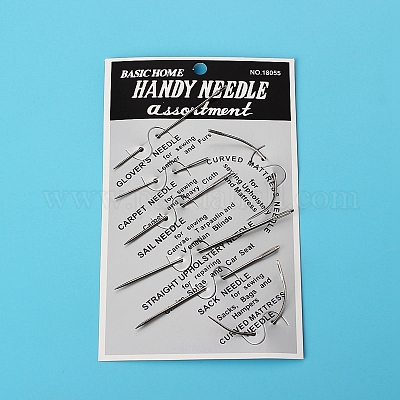 BASIC HOME
NO.18055
HANDY NEEDLE
assortment
GLOVER'S NEEDLE
for sewing
Leather and Furs
CARPET NEEDLE
for
Carpet and Heavy Cloth
SAIL NEEDLE
for sewing
Canvas, Tarpaulin and
Venetian Blinds
STRAIGHT UPHOLSTERY NEEDLE
for repairing
and Car Seat
SACK NEEDLE
for sewing
Sacks, Bags and
Hampers
CURVED MATTRESS NEEDLE
for
sewing Upholstery
and Mattress
CURVED MATTRESS
NEEDLE